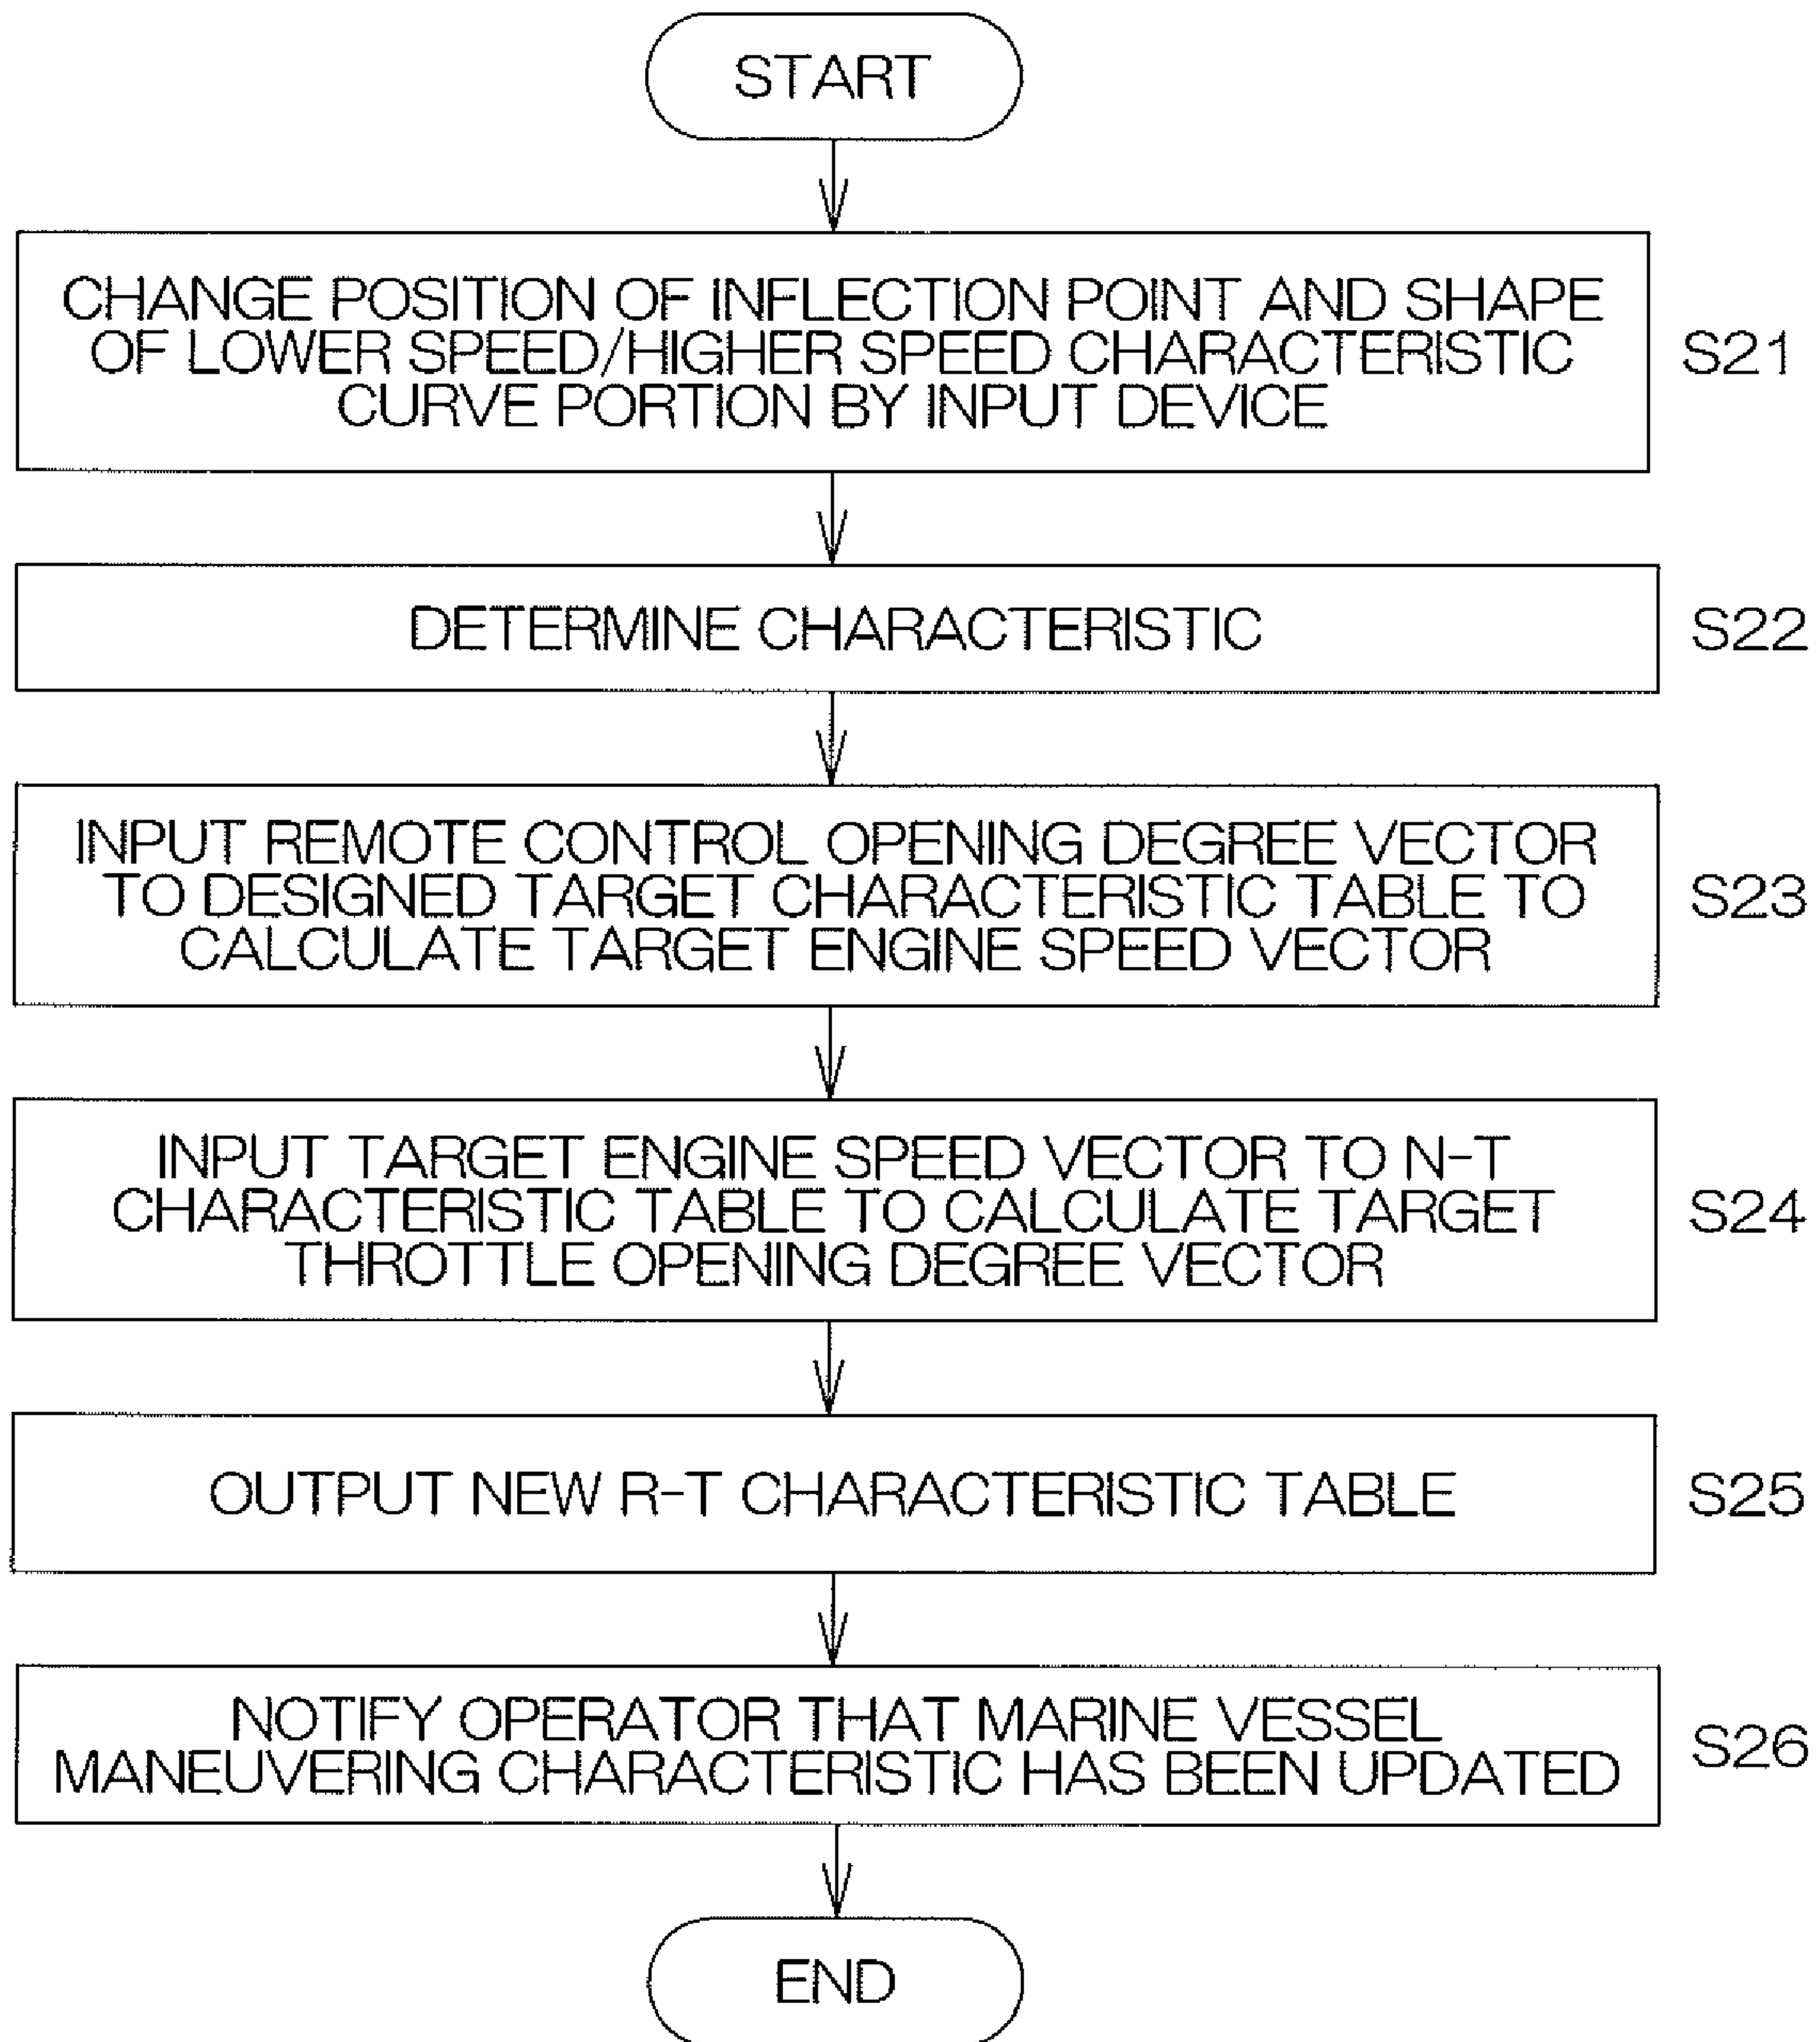 START
CHANGE POSITION OF INFLECTION POINT AND SHAPE
OF LOWER SPEED/HIGHER SPEED CHARACTERISTIC
CURVE PORTION BY INPUT DEVICE
S21
DETERMINE CHARACTERISTIC
S22
INPUT REMOTE CONTROL OPENING DEGREE VECTOR
TO DESIGNED TARGET CHARACTERISTIC TABLE TO
CALCULATE TARGET ENGINE SPEED VECTOR
S23
INPUT TARGET ENGINE SPEED VECTOR TO N-T
CHARACTERISTIC TABLE TO CALCULATE TARGET
THROTTLE OPENING DEGREE VECTOR
S24
OUTPUT NEW R-T CHARACTERISTIC TABLE
S25
NOTIFY OPERATOR THAT MARINE VESSEL
MANEUVERING CHARACTERISTIC HAS BEEN UPDATED
S26
END